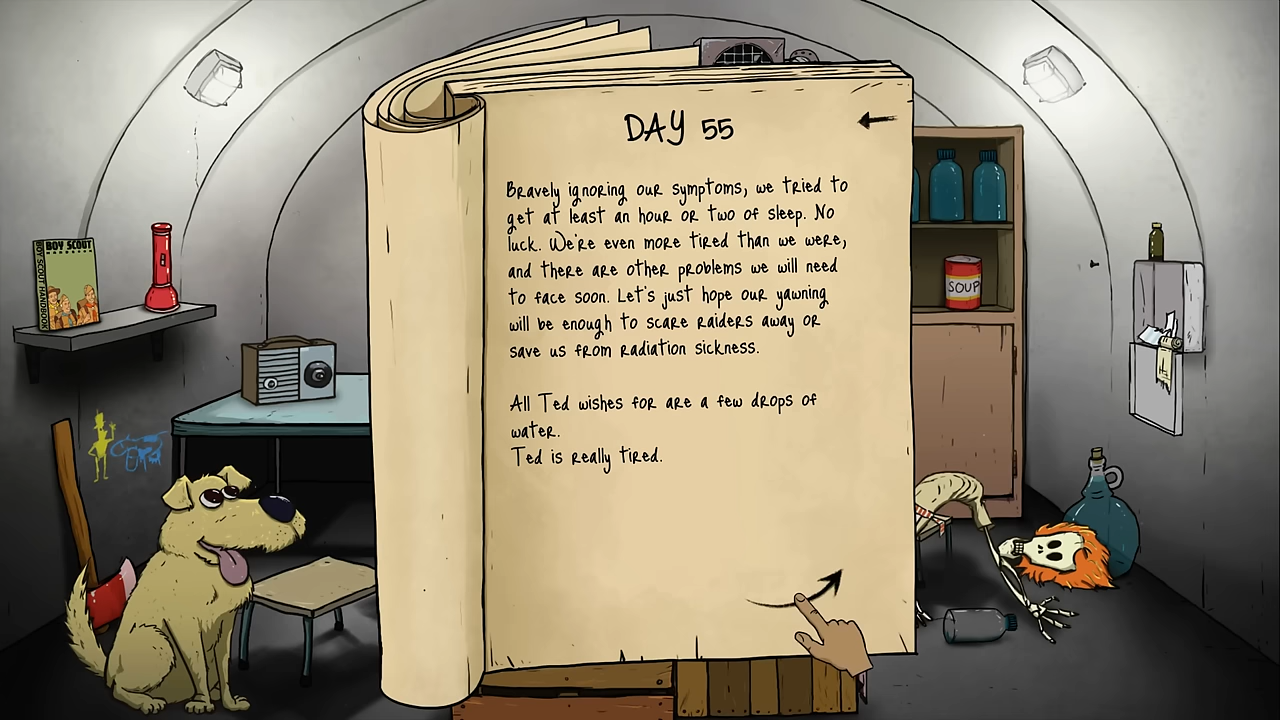 DAY 55
Bravely ignoring our symptoms, we tried to
get at least an hour or two of sleep. No
luck. We're even more tired than we were,
and there are other problems we will need
to face soon. Let's just hope our yawning
will be enough to scare raiders away or
save us from radiation sickness.
All Ted wishes for are a few drops of
water.
Ted is really tired.
BOY SCOUT
BOY SCOUT HANDBOOK
SOUP